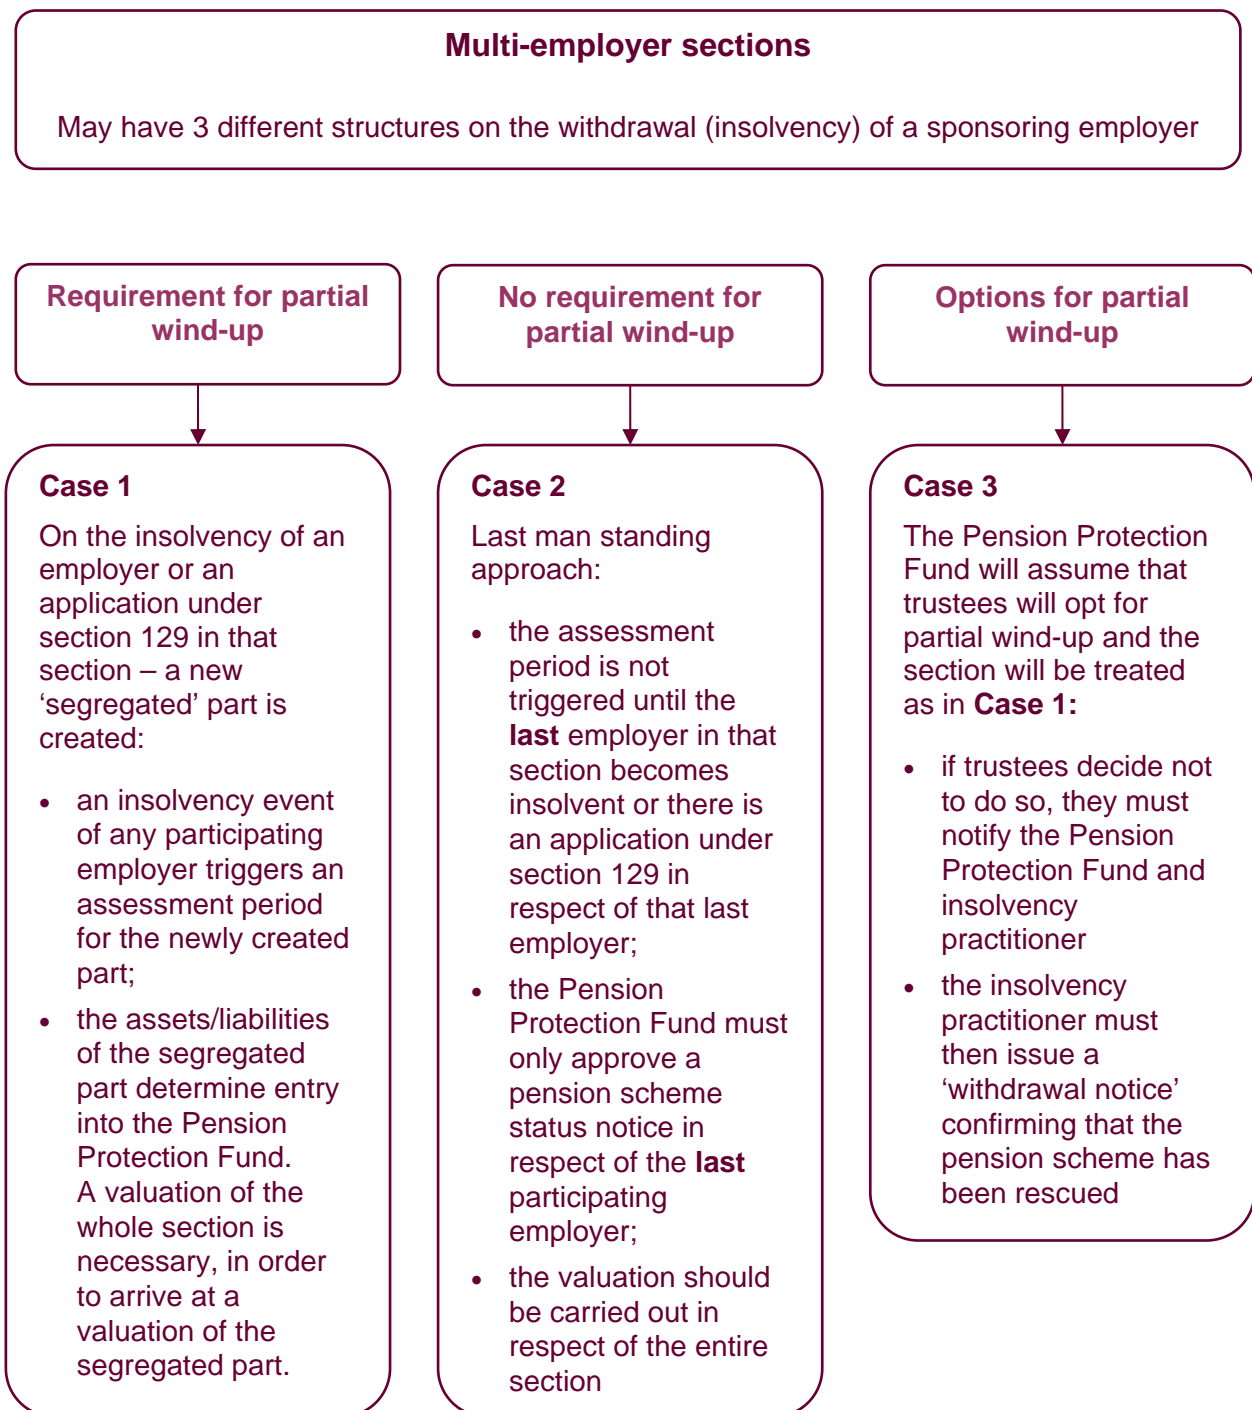 Multi-employer sections
May have 3 different structures on the withdrawal (insolvency) of a sponsoring employer
Requirement for partial
wind-up
No requirement for
partial wind-up
Options for partial
wind-up
Case 1
On the insolvency of an
employer or an
application under
section 129 in that
section – a new
‘segregated’ part is
created:
• an insolvency event
of any participating
employer triggers an
assessment period
for the newly created
part;
• the assets/liabilities
of the segregated
part determine entry
into the Pension
Protection Fund.
A valuation of the
whole section is
necessary, in order
to arrive at a
valuation of the
segregated part.
Case 2
Last man standing
approach:
• the assessment
period is not
triggered until the
last employer in that
section becomes
insolvent or there is
an application under
section 129 in
respect of that last
employer;
• the Pension
Protection Fund must
only approve a
pension scheme
status notice in
respect of the last
participating
employer;
• the valuation should
be carried out in
respect of the entire
section
Case 3
The Pension Protection
Fund will assume that
trustees will opt for
partial wind-up and the
section will be treated
as in Case 1:
• if trustees decide not
to do so, they must
notify the Pension
Protection Fund and
insolvency
practitioner
• the insolvency
practitioner must
then issue a
‘withdrawal notice’
confirming that the
pension scheme has
been rescued